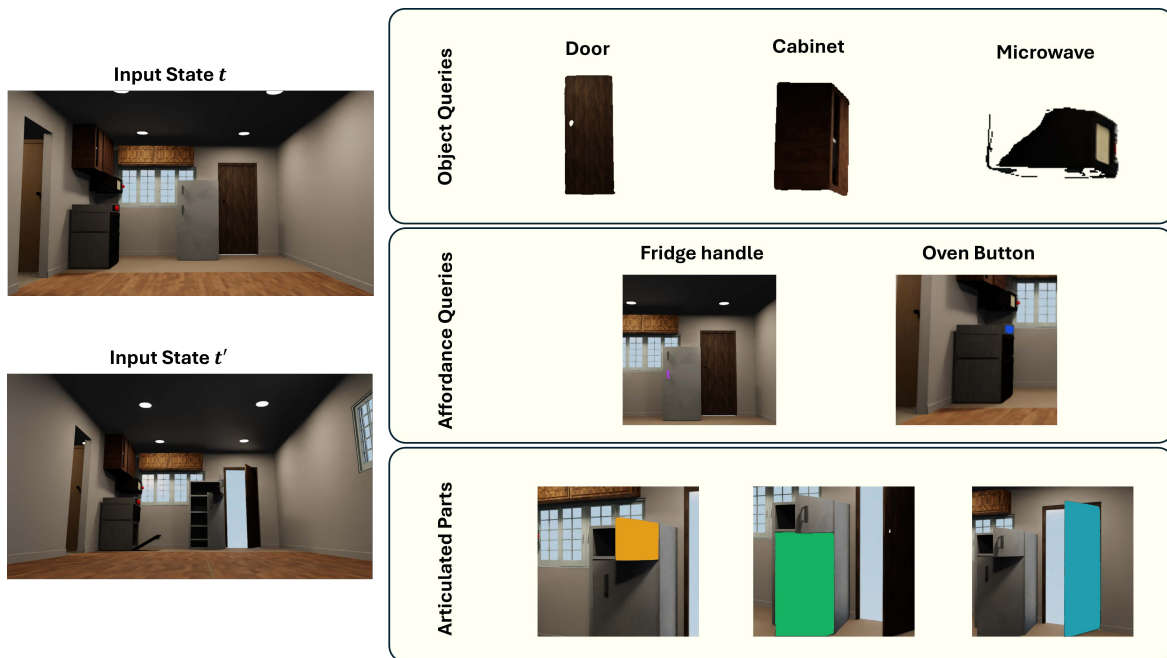 Input State t
Input State t′
Object Queries
Door
Cabinet
Microwave
Affordance Queries
Fridge handle
Oven Button
Articulated Parts